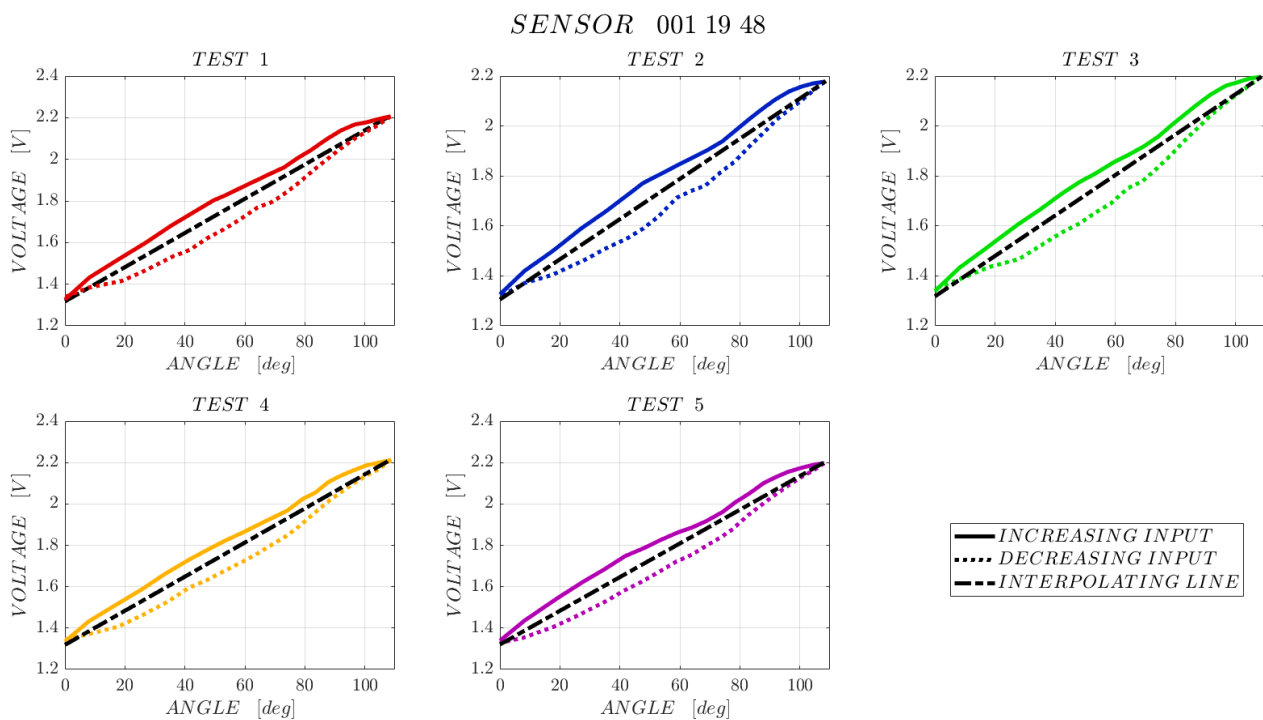 SENSOR 001 19 48
TEST 1
2.4
2.2
2
1.8
1.6
1.4
1.2
VOLTAGE [V]
0 20 40 60 80 100
ANGLE [deg]
TEST 2
2.2
2
1.8
1.6
1.4
1.2
VOLTAGE [V]
0 20 40 60 80 100
ANGLE [deg]
TEST 3
2.2
2
1.8
1.6
1.4
1.2
VOLTAGE [V]
0 20 40 60 80 100
ANGLE [deg]
TEST 4
2.4
2.2
2
1.8
1.6
1.4
1.2
VOLTAGE [V]
0 20 40 60 80 100
ANGLE [deg]
TEST 5
2.4
2.2
2
1.8
1.6
1.4
1.2
VOLTAGE [V]
0 20 40 60 80 100
ANGLE [deg]
INCREASING INPUT
DECREASING INPUT
INTERPOLATING LINE